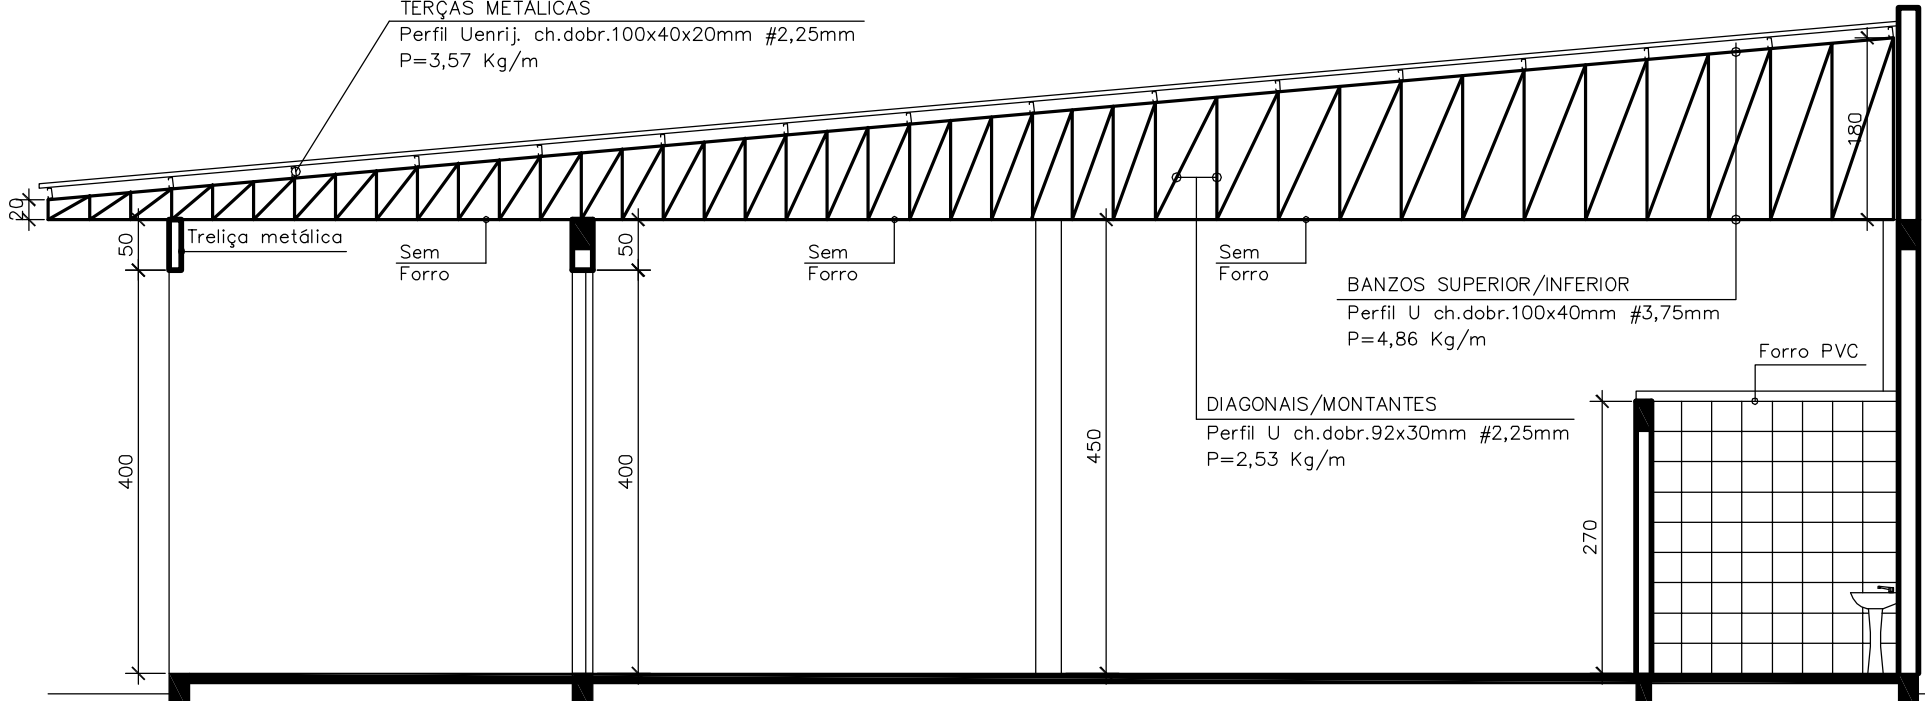 TERÇAS METÁLICAS
Perfil Uenrij. ch.dobr.100x40x20mm #2,25mm
P=3,57 Kg/m
180
20
50
Treliça metálica
Sem
Forro
50
Sem
Forro
Sem
Forro
BANZOS SUPERIOR/INFERIOR
Perfil U ch.dobr.100x40mm #3,75mm
P=4,86 Kg/m
Forro PVC
DIAGONAIS/MONTANTES
Perfil U ch.dobr.92x30mm #2,25mm
P=2,53 Kg/m
400
400
450
270